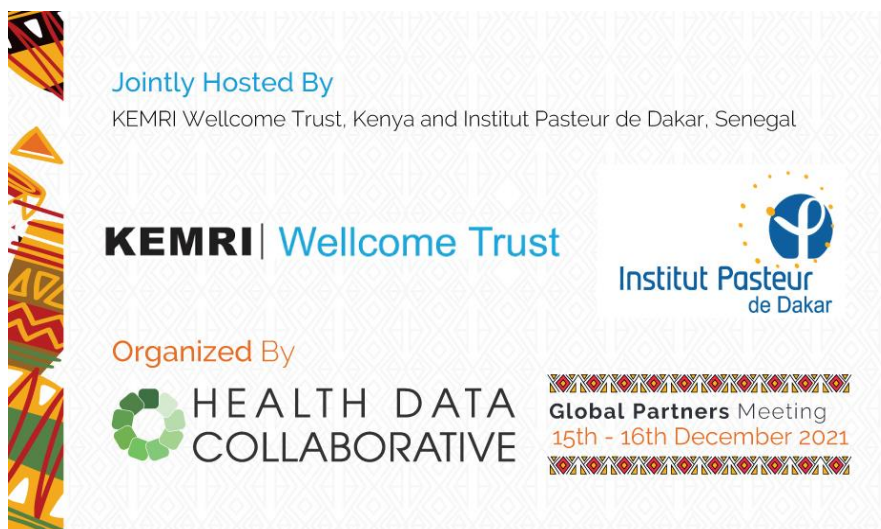 Jointly Hosted By
KEMRI Wellcome Trust, Kenya and Institut Pasteur de Dakar, Senegal
KEMRI | Wellcome Trust
Institut Pasteur
de Dakar
Organized By
HEALTH DATA
COLLABORATIVE
Global Partners Meeting
15th - 16th December 2021